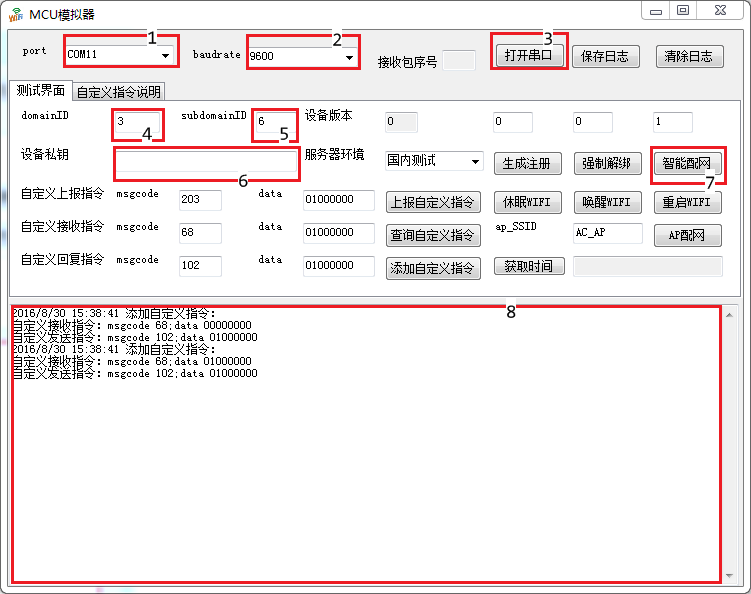 MCU模拟器
port COM11 1 baudrate 9600 2 接收包序号 打开串口 3 保存日志 清除日志
测试界面 自定义指令说明
domainID 3 4 subdomainID 6 5 设备版本 0 0 0 1
设备私钥 6 服务器环境 国内测试 生成注册 强制解绑 智能配网 7
自定义上报指令 msgcode 203 data 01000000 上报自定义指令 休眠WIFI 唤醒WIFI 重启WIFI
自定义接收指令 msgcode 68 data 01000000 查询自定义指令 ap_SSID AC_AP AP配网
自定义回复指令 msgcode 102 data 01000000 添加自定义指令 获取时间
8
2016/8/30 15:38:41 添加自定义指令:
自定义接收指令: msgcode 68;data 00000000
自定义发送指令: msgcode 102;data 01000000
2016/8/30 15:38:41 添加自定义指令:
自定义接收指令: msgcode 68;data 01000000
自定义发送指令: msgcode 102;data 01000000